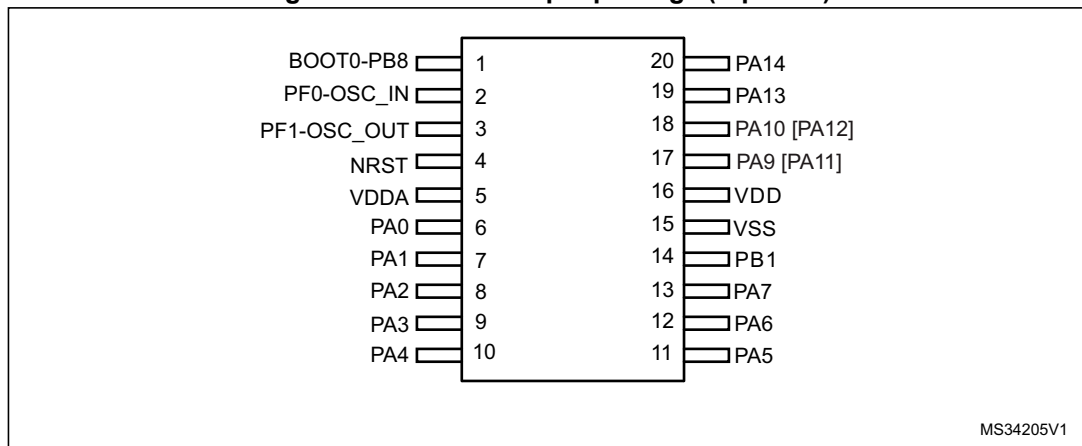 BOOT0-PB8 1 20 PA14
PF0-OSC_IN 2 19 PA13
PF1-OSC_OUT 3 18 PA10 [PA12]
NRST 4 17 PA9 [PA11]
VDDA 5 16 VDD
PA0 6 15 VSS
PA1 7 14 PB1
PA2 8 13 PA7
PA3 9 12 PA6
PA4 10 11 PA5
MS34205V1